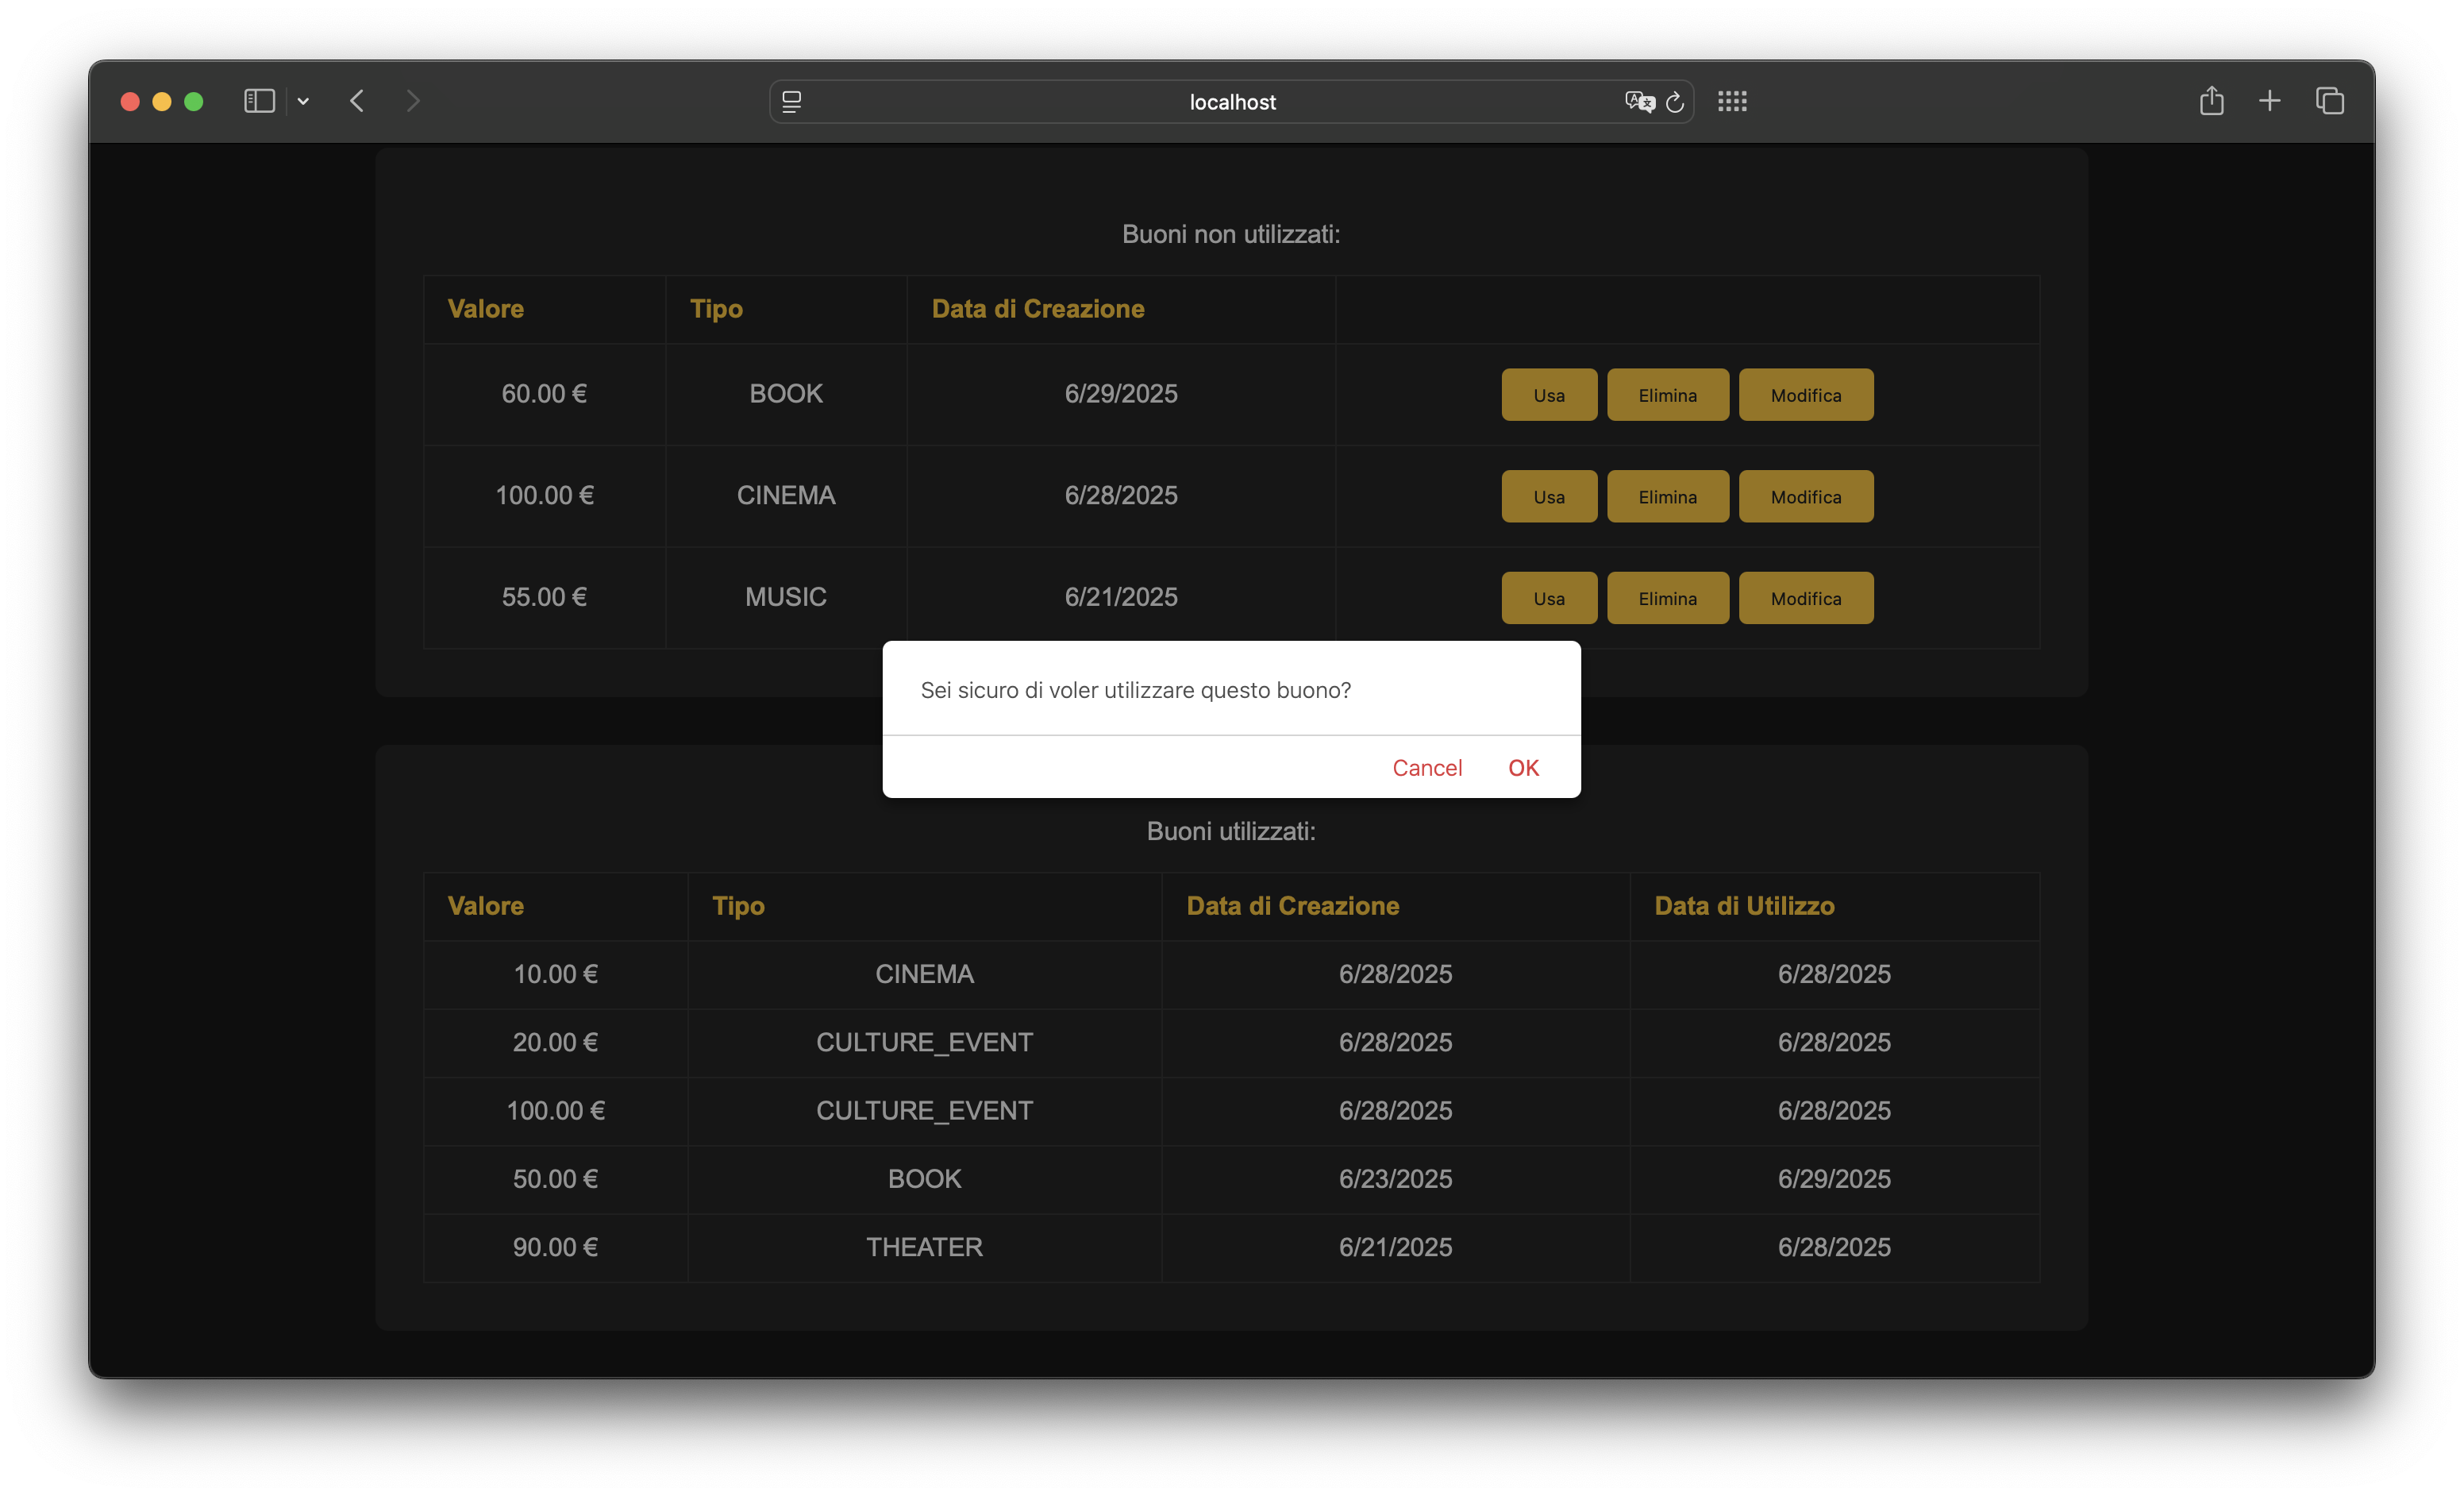 localhost
Buoni non utilizzati:
Valore Tipo Data di Creazione
60.00 € BOOK 6/29/2025 Usa Elimina Modifica
100.00 € CINEMA 6/28/2025 Usa Elimina Modifica
55.00 € MUSIC 6/21/2025 Usa Elimina Modifica
Sei sicuro di voler utilizzare questo buono?
Cancel OK
Buoni utilizzati:
Valore Tipo Data di Creazione Data di Utilizzo
10.00 € CINEMA 6/28/2025 6/28/2025
20.00 € CULTURE_EVENT 6/28/2025 6/28/2025
100.00 € CULTURE_EVENT 6/28/2025 6/28/2025
50.00 € BOOK 6/23/2025 6/29/2025
90.00 € THEATER 6/21/2025 6/28/2025